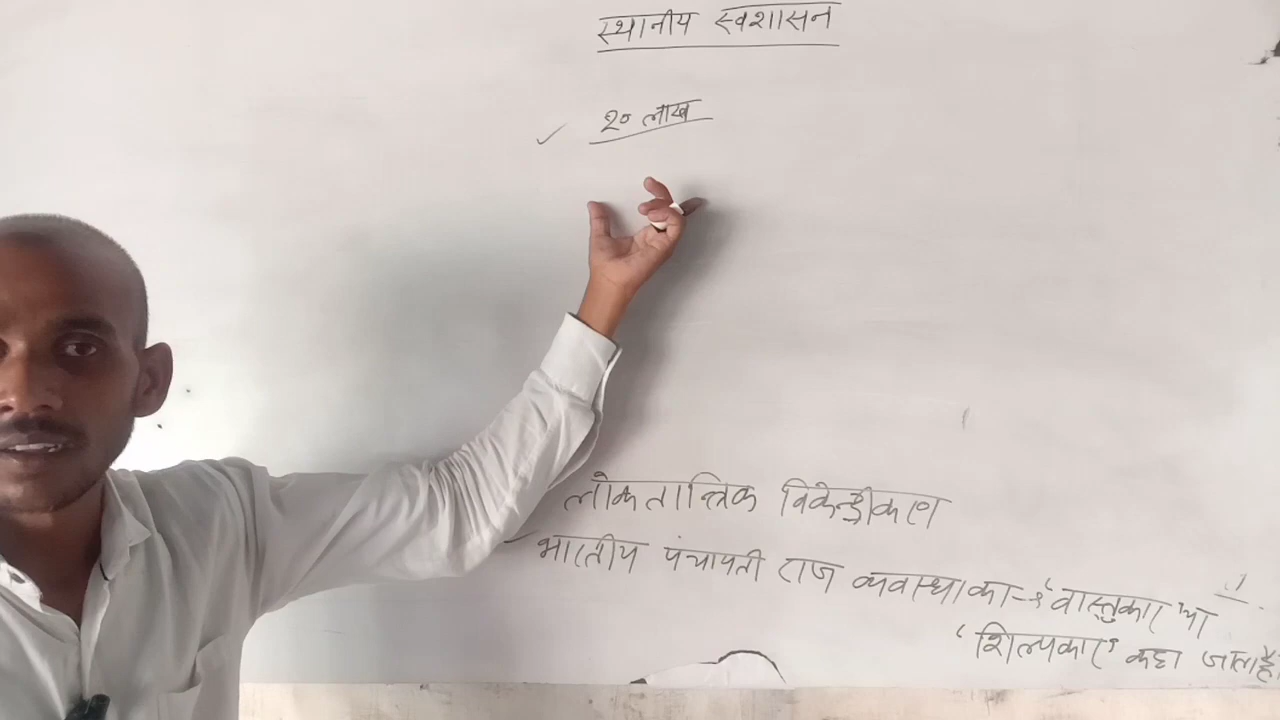 स्थानीय स्वशासन
२० लाख
लोकतान्त्रिक विकेन्द्रीकरण
भारतीय पंचायती राज व्यवस्था का - 'वास्तुकार' या
'शिल्पकार' कहा जाता है।